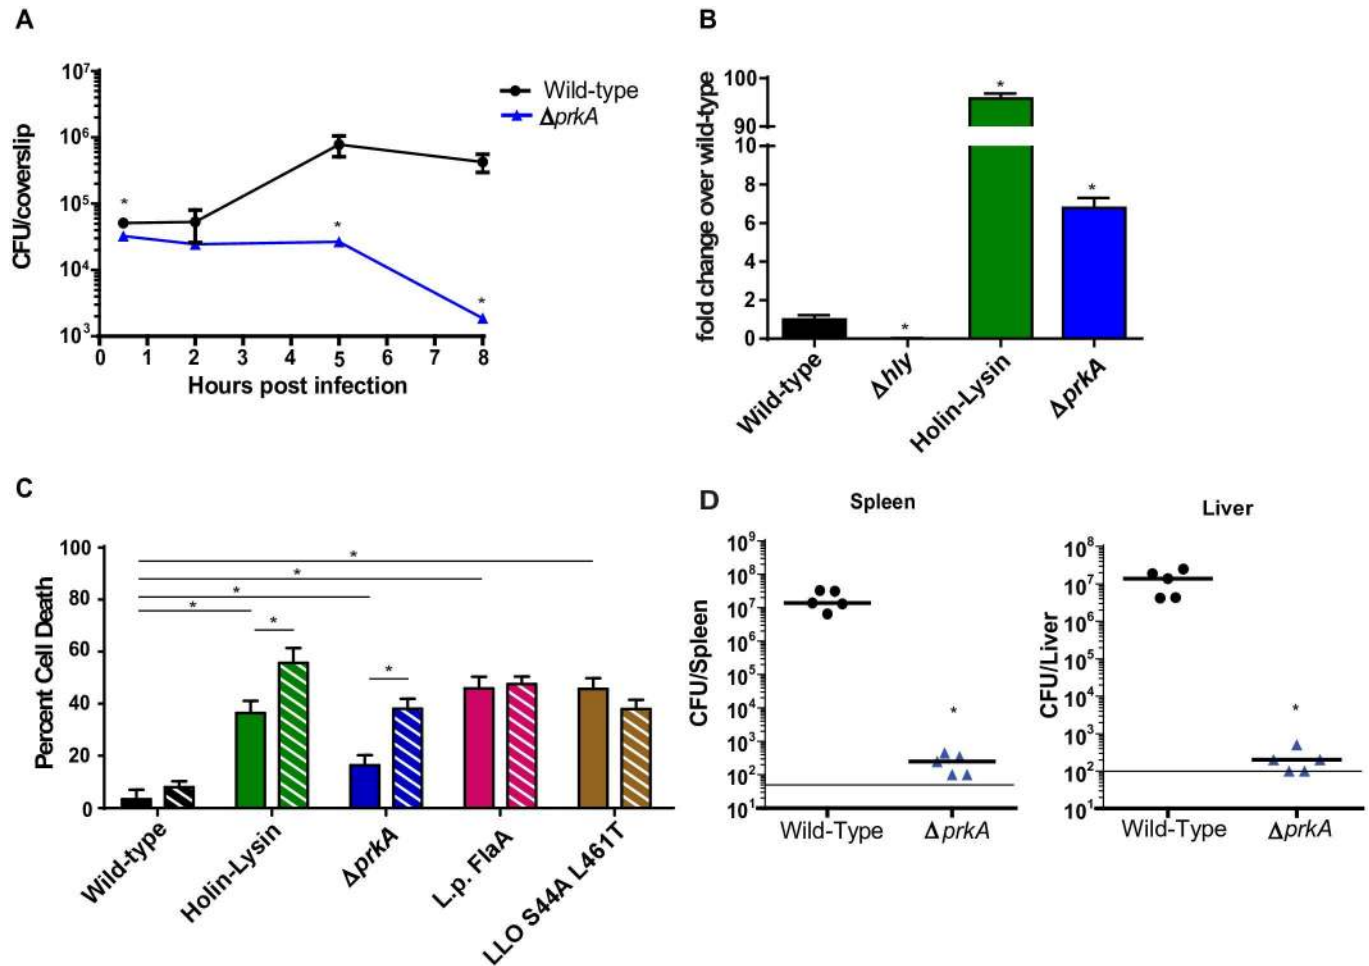 A
10⁷
10⁶
10⁵
10⁴
10³
CFU/coverslip
* * *
0 1 2 3 4 5 6 7 8
Hours post infection
Wild-type
ΔprkA
B
fold change over wild-type
100
90
10
8
6
4
2
0
* * *
Wild-type
Δhly
Holin-Lysin
ΔprkA
C
Percent Cell Death
100
80
60
40
20
0
*
*
*
*
*
*
Wild-type
Holin-Lysin
ΔprkA
L.p. FlaA
LLO S44A L461T
D
Spleen
CFU/Spleen
10⁹
10⁸
10⁷
10⁶
10⁵
10⁴
10³
10²
10¹
*
Wild-Type ΔprkA
Liver
CFU/Liver
10⁸
10⁷
10⁶
10⁵
10⁴
10³
10²
10¹
*
Wild-Type ΔprkA